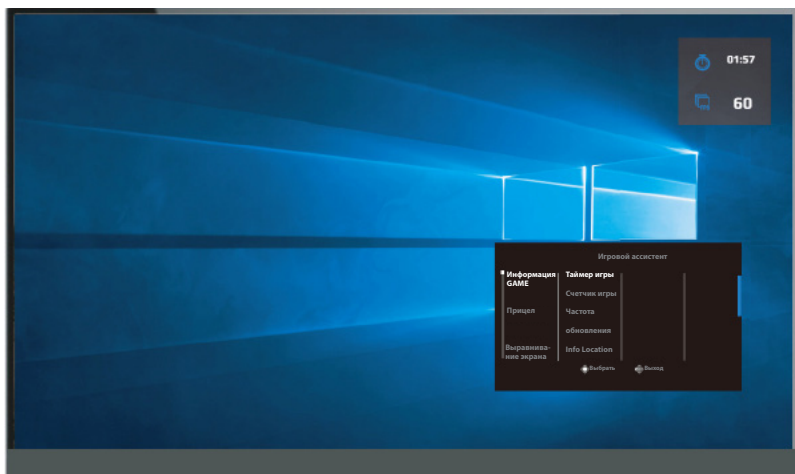 01:57
60
Игровой ассистент
Информация
GAME
Таймер игры
Счетчик игры
Прицел
Частота
обновления
Выравнива-
ние экрана
Info Location
Выбрать
Выход